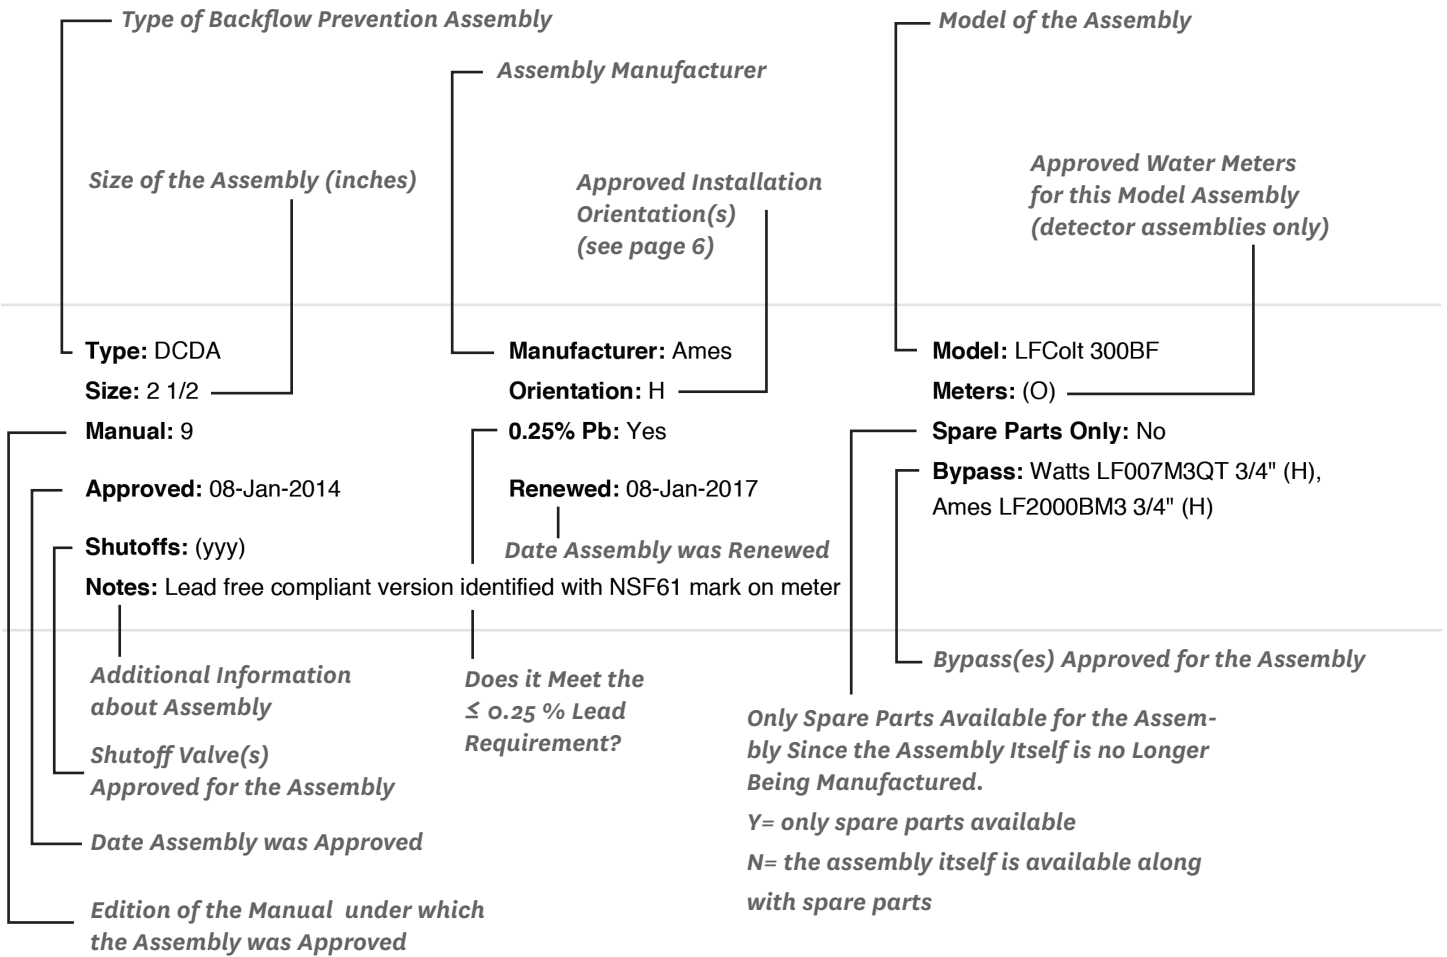 Type of Backflow Prevention Assembly
Model of the Assembly
Assembly Manufacturer
Size of the Assembly (inches)
Approved Installation
Orientation(s)
(see page 6)
Approved Water Meters
for this Model Assembly
(detector assemblies only)
Type: DCDA
Manufacturer: Ames
Model: LFColt 300BF
Size: 2 1/2
Orientation: H
Meters: (O)
Manual: 9
0.25% Pb: Yes
Spare Parts Only: No
Approved: 08-Jan-2014
Renewed: 08-Jan-2017
Bypass: Watts LF007M3QT 3/4" (H),
Ames LF2000BM3 3/4" (H)
Shutoffs: (yyy)
Date Assembly was Renewed
Notes: Lead free compliant version identified with NSF61 mark on meter
Additional Information
about Assembly
Does it Meet the
≤ 0.25 % Lead
Requirement?
Bypass(es) Approved for the Assembly
Shutoff Valve(s)
Approved for the Assembly
Only Spare Parts Available for the Assem-
bly Since the Assembly Itself is no Longer
Being Manufactured.
Y= only spare parts available
N= the assembly itself is available along
with spare parts
Date Assembly was Approved
Edition of the Manual under which
the Assembly was Approved